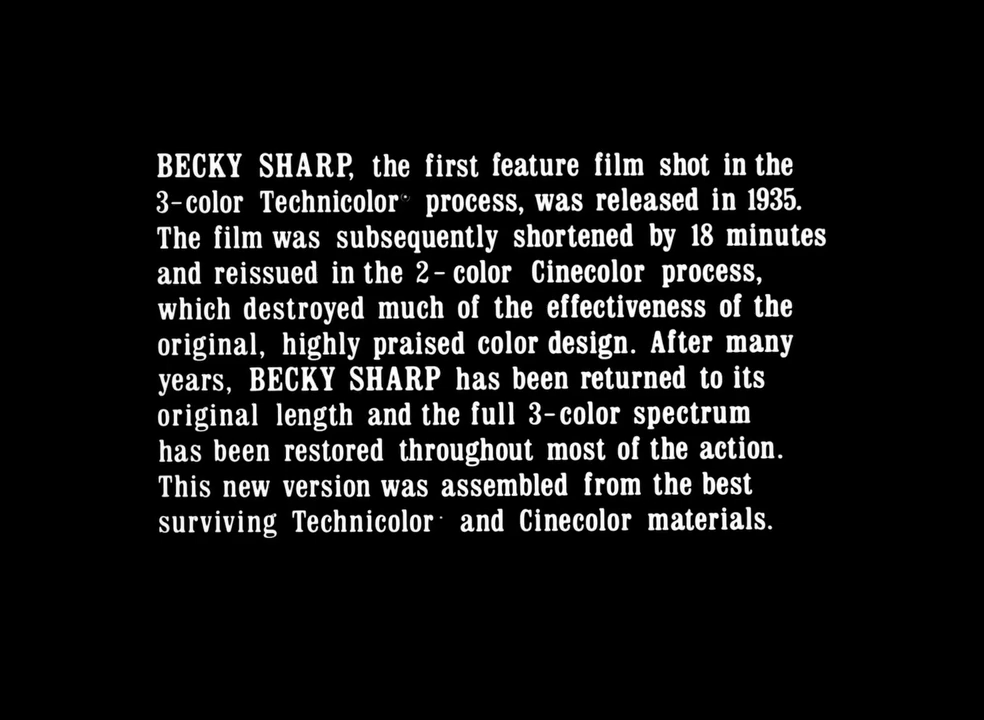 BECKY SHARP, the first feature film shot in the
3-color Technicolor process, was released in 1935.
The film was subsequently shortened by 18 minutes
and reissued in the 2-color Cinecolor process,
which destroyed much of the effectiveness of the
original, highly praised color design. After many
years, BECKY SHARP has been returned to its
original length and the full 3-color spectrum
has been restored throughout most of the action.
This new version was assembled from the best
surviving Technicolor and Cinecolor materials.